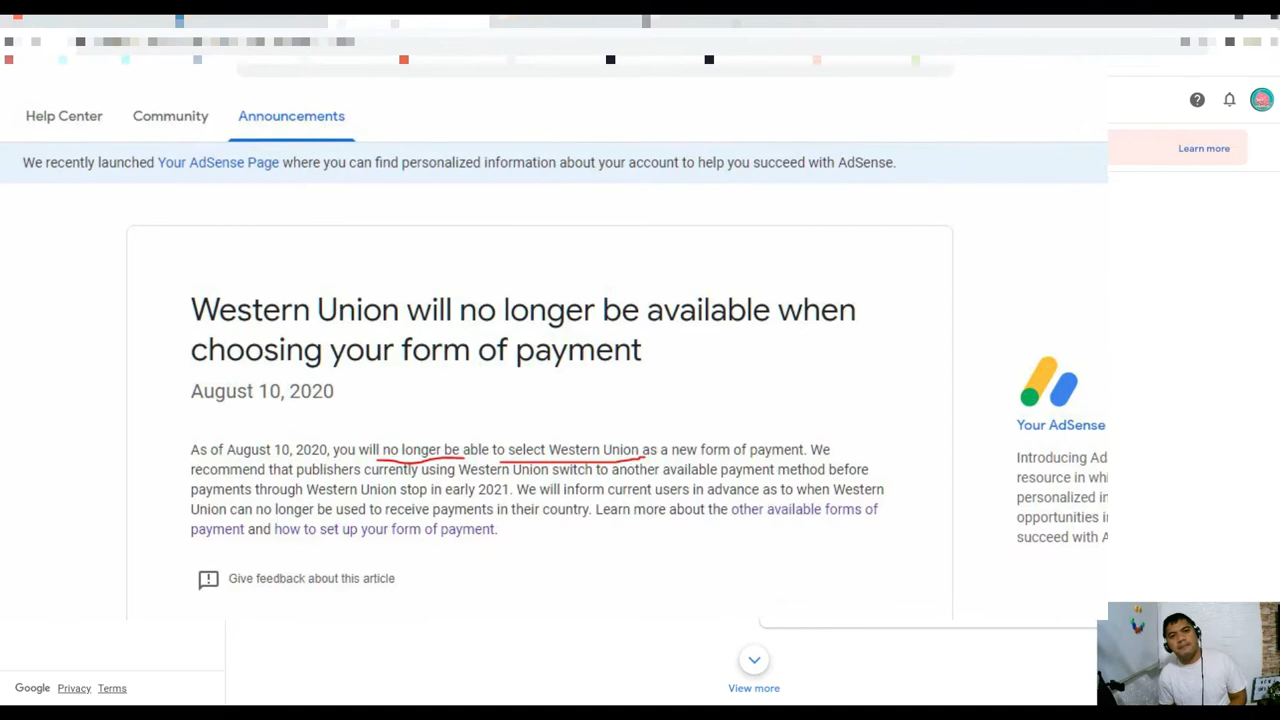 Help Center Community Announcements
Learn more
We recently launched Your AdSense Page where you can find personalized information about your account to help you succeed with AdSense.
Western Union will no longer be available when
choosing your form of payment
August 10, 2020
As of August 10, 2020, you will no longer be able to select Western Union as a new form of payment. We
recommend that publishers currently using Western Union switch to another available payment method before
payments through Western Union stop in early 2021. We will inform current users in advance as to when Western
Union can no longer be used to receive payments in their country. Learn more about the other available forms of
payment and how to set up your form of payment.
Give feedback about this article
Your AdSense
Introducing Ad
resource in whi
personalized in
opportunities i
succeed with A
View more
Google Privacy Terms